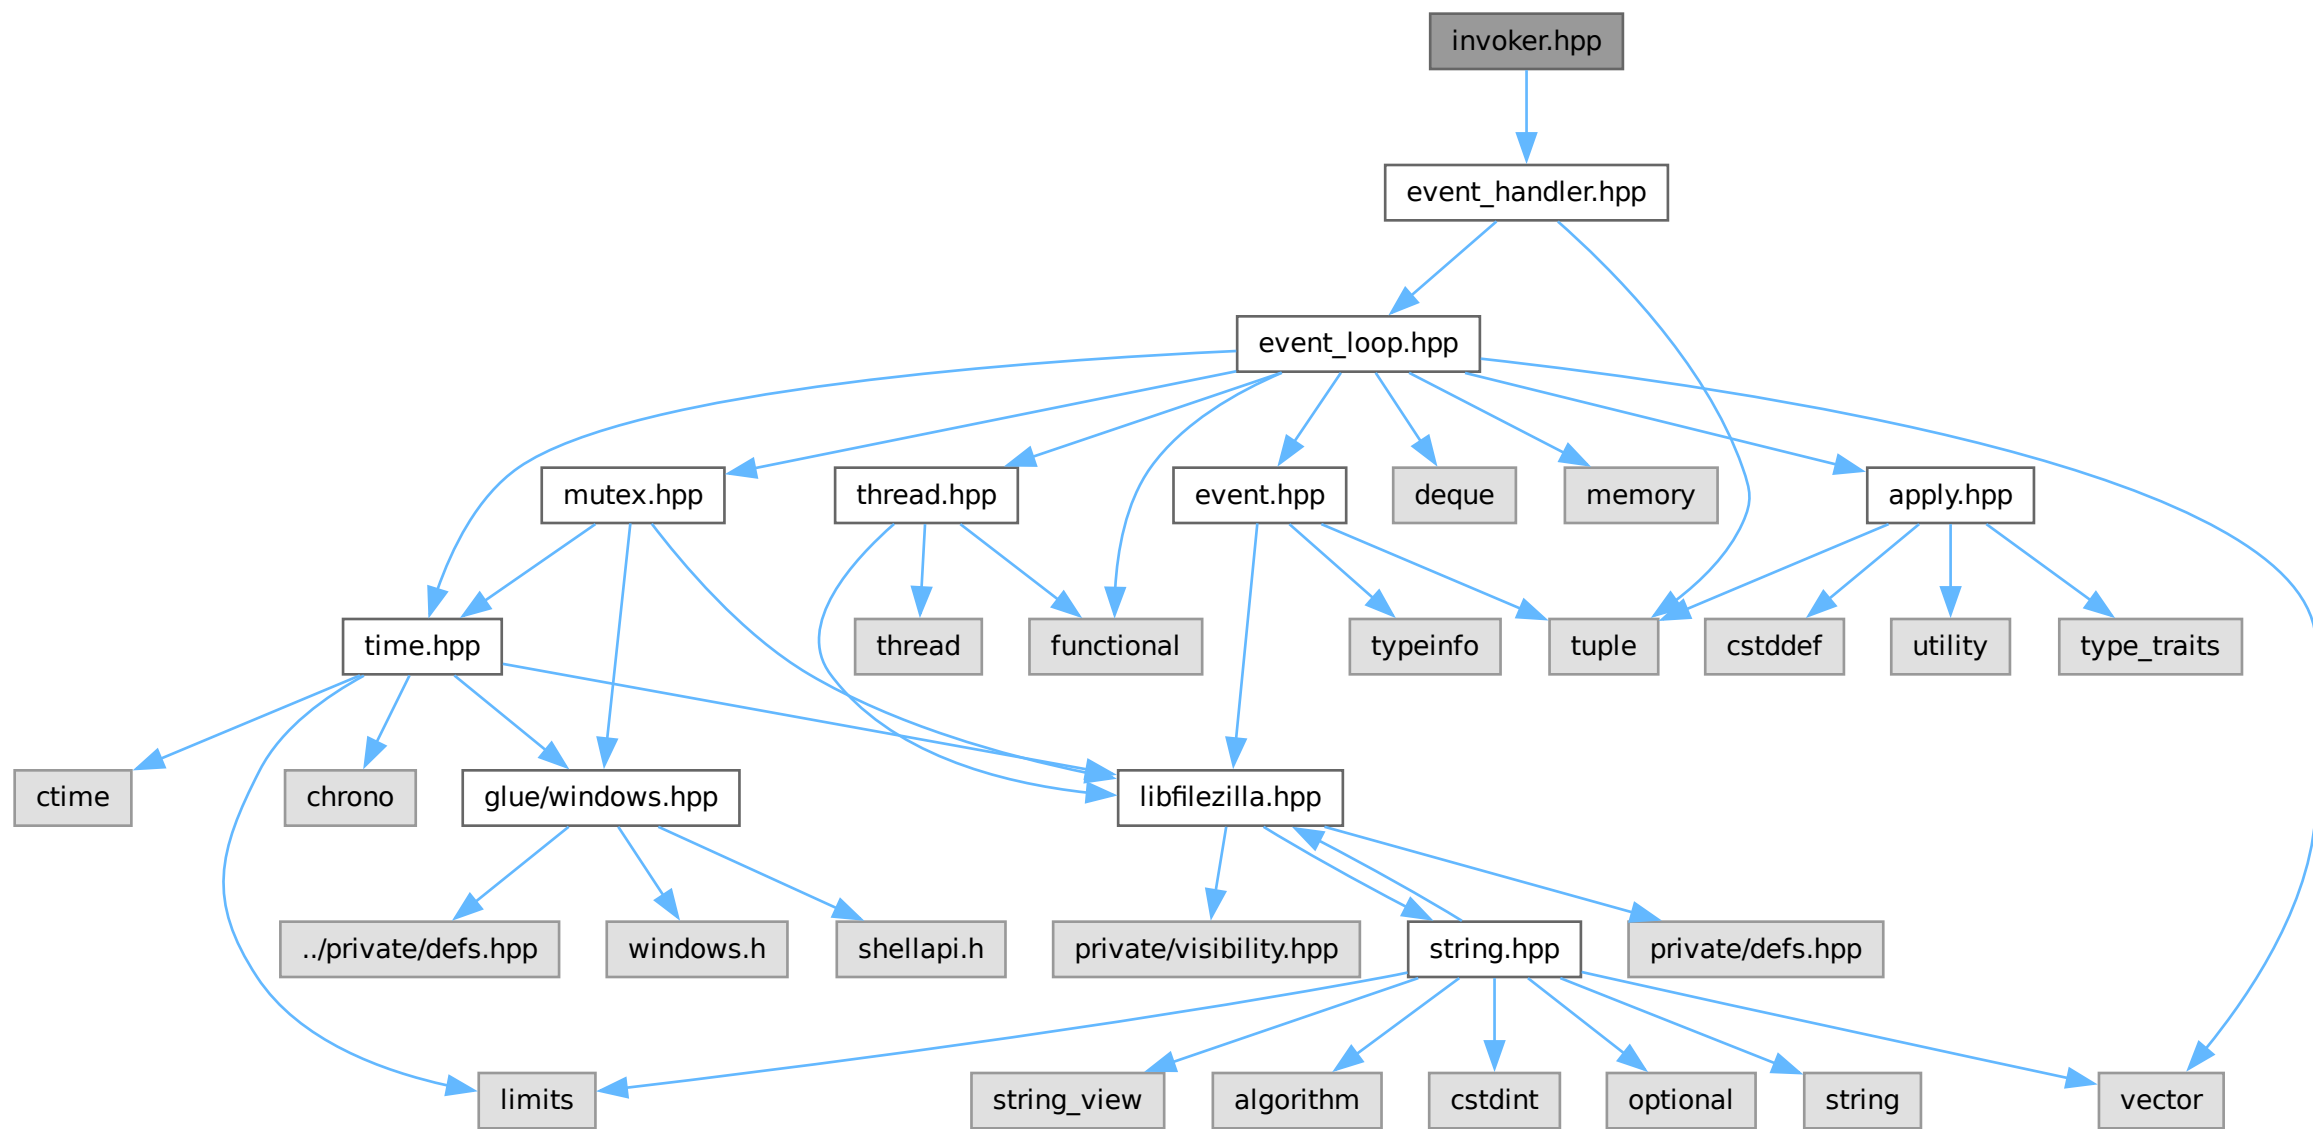 invoker.hpp
event_handler.hpp
event_loop.hpp
mutex.hpp
thread.hpp
event.hpp
deque
memory
apply.hpp
time.hpp
thread
functional
typeinfo
tuple
cstddef
utility
type_traits
ctime
chrono
glue/windows.hpp
libfilezilla.hpp
../private/defs.hpp
windows.h
shellapi.h
private/visibility.hpp
string.hpp
private/defs.hpp
limits
string_view
algorithm
cstdint
optional
string
vector